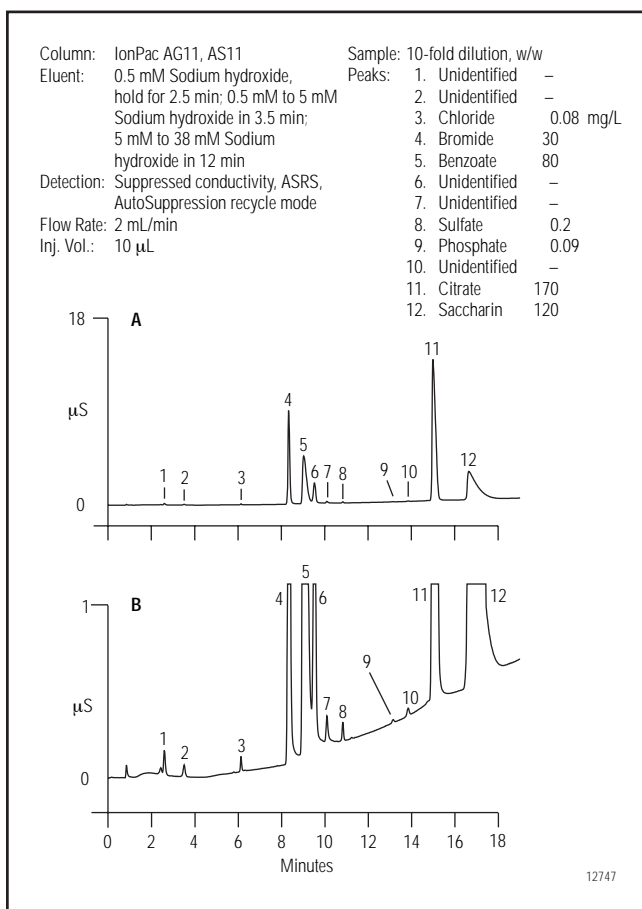 Column: IonPac AG11, AS11
Eluent: 0.5 mM Sodium hydroxide,
hold for 2.5 min; 0.5 mM to 5 mM
Sodium hydroxide in 3.5 min;
5 mM to 38 mM Sodium
hydroxide in 12 min
Detection: Suppressed conductivity, ASRS,
AutoSuppression recycle mode
Flow Rate: 2 mL/min
Inj. Vol.: 10 µL
Sample: 10-fold dilution, w/w
Peaks: 1. Unidentified –
2. Unidentified –
3. Chloride 0.08 mg/L
4. Bromide 30
5. Benzoate 80
6. Unidentified –
7. Unidentified –
8. Sulfate 0.2
9. Phosphate 0.09
10. Unidentified –
11. Citrate 170
12. Saccharin 120
18
A
µS
0
1
2
3
4
5
6
7
8
9
10
11
12
1
B
µS
0
1
2
3
4
5
6
7
8
9
10
11
12
0 2 4 6 8 10 12 14 16 18
Minutes
12747